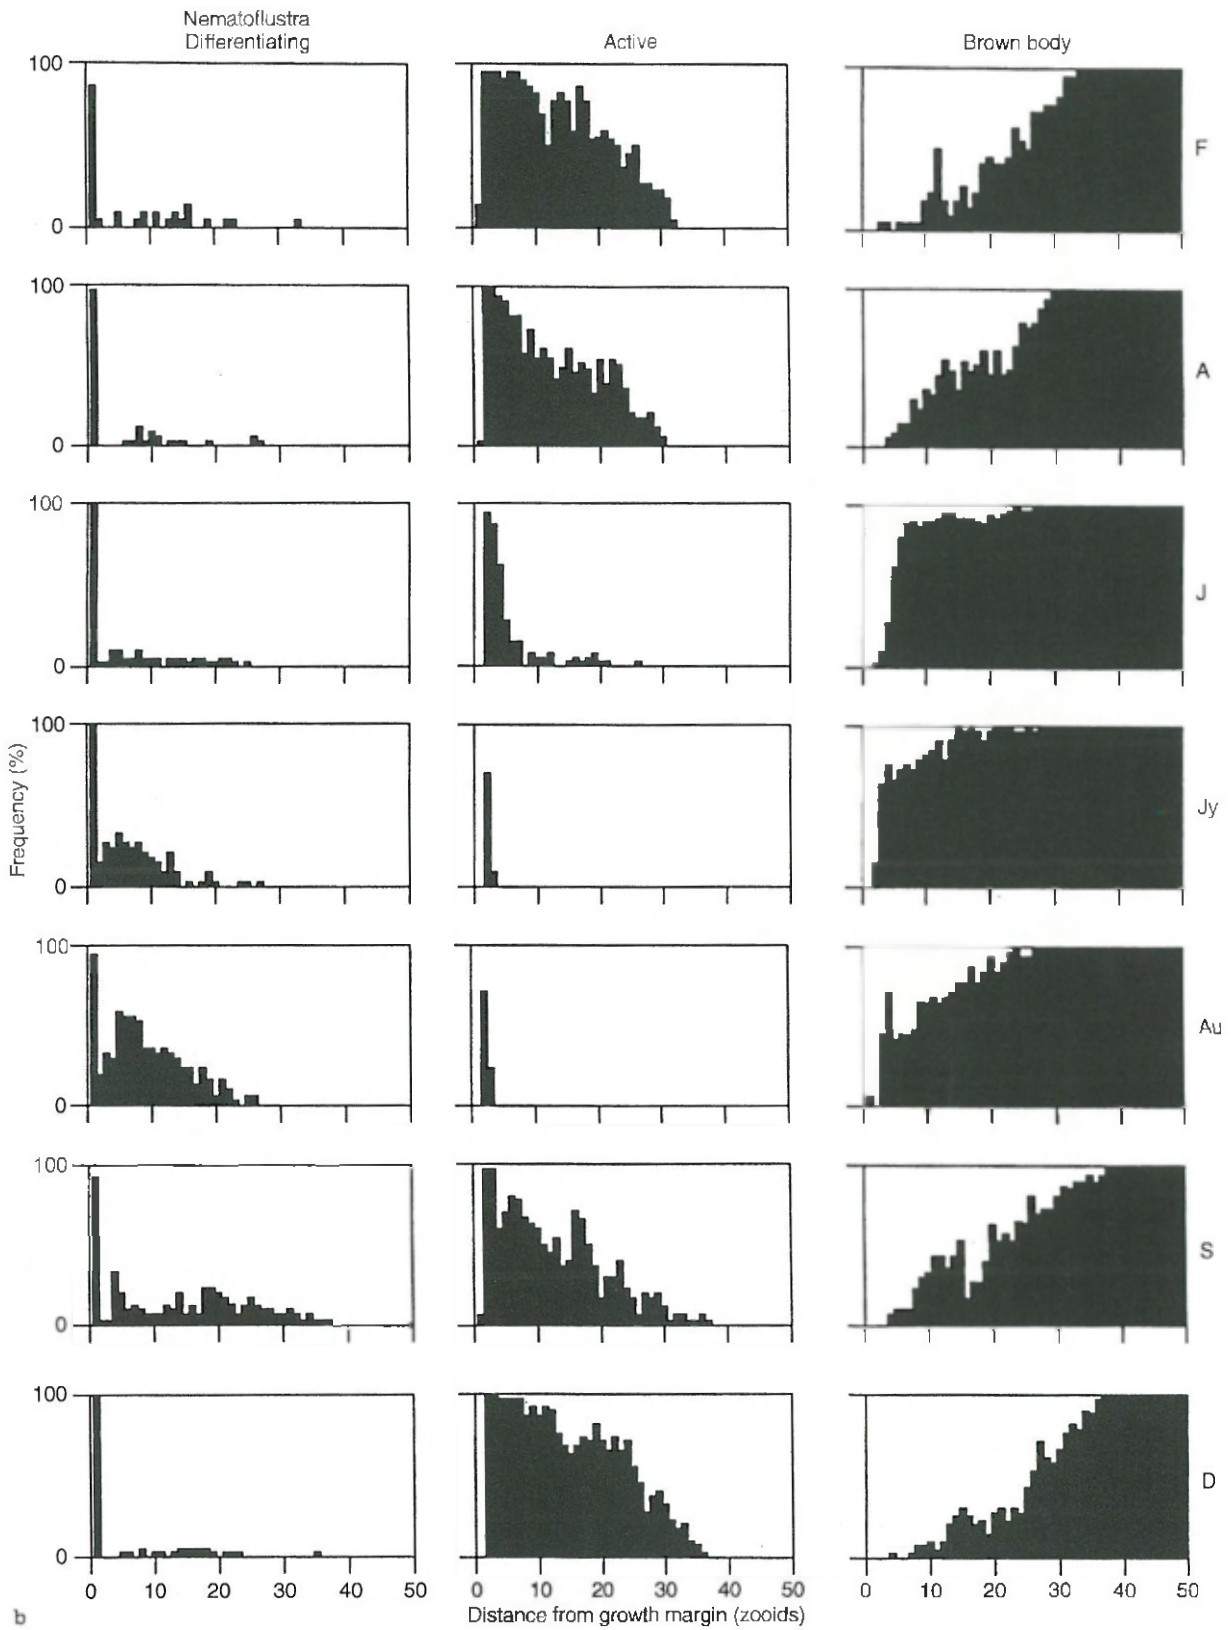 Nematoflustra
Differentiating Active Brown body
100
0
F
100
0
A
100
0
J
100
0
Jy
Frequency (%)
100
0
Au
100
0
S
100
0
D
0 10 20 30 40 50 0 10 20 30 40 50 0 10 20 30 40 50
Distance from growth margin (zooids)
b